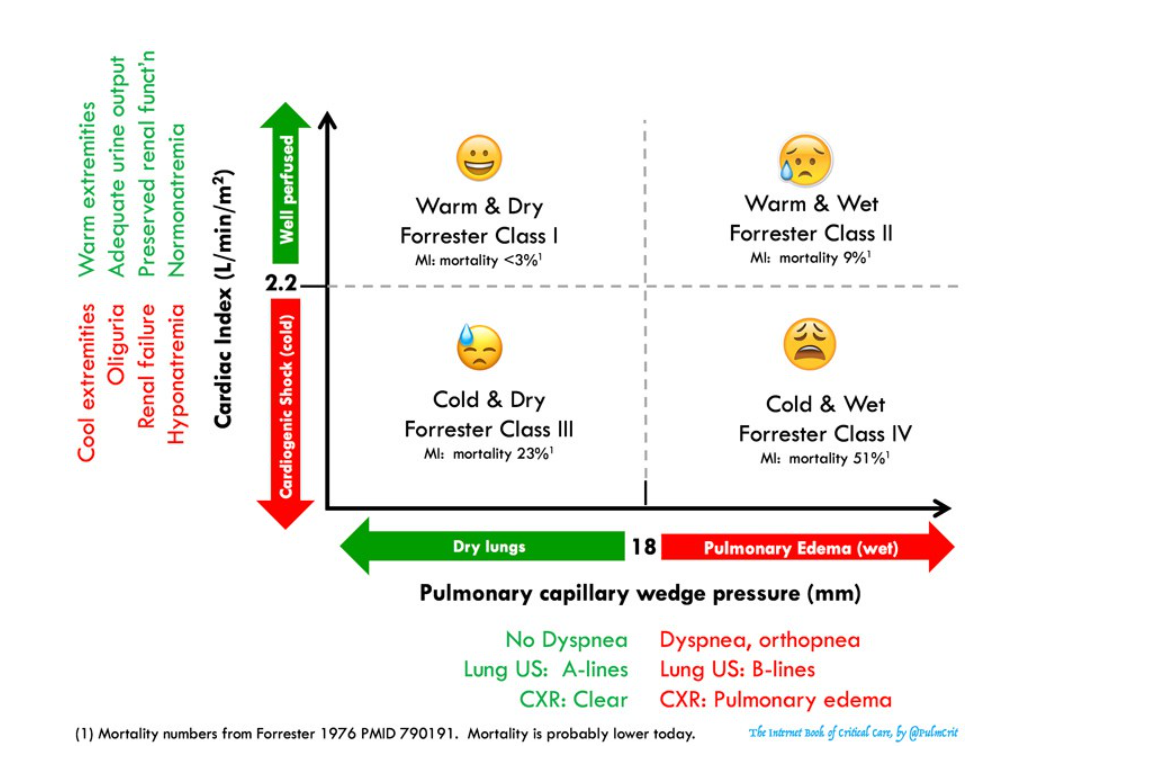 Warm extremities
Adequate urine output
Preserved renal funct'n
Normonatremia
Cool extremities
Oliguria
Renal failure
Hyponatremia
Cardiac Index (L/min/m²)
Well perfused
2.2
Cardiogenic Shock (cold)
Warm & Dry
Forrester Class I
MI: mortality <3%¹
Warm & Wet
Forrester Class II
MI: mortality 9%¹
Cold & Dry
Forrester Class III
MI: mortality 23%¹
Cold & Wet
Forrester Class IV
MI: mortality 51%¹
Dry lungs
18
Pulmonary Edema (wet)
Pulmonary capillary wedge pressure (mm)
No Dyspnea
Lung US: A-lines
CXR: Clear
Dyspnea, orthopnea
Lung US: B-lines
CXR: Pulmonary edema
(1) Mortality numbers from Forrester 1976 PMID 790191. Mortality is probably lower today.
The Internet Book of Critical Care, by @PulmCrit